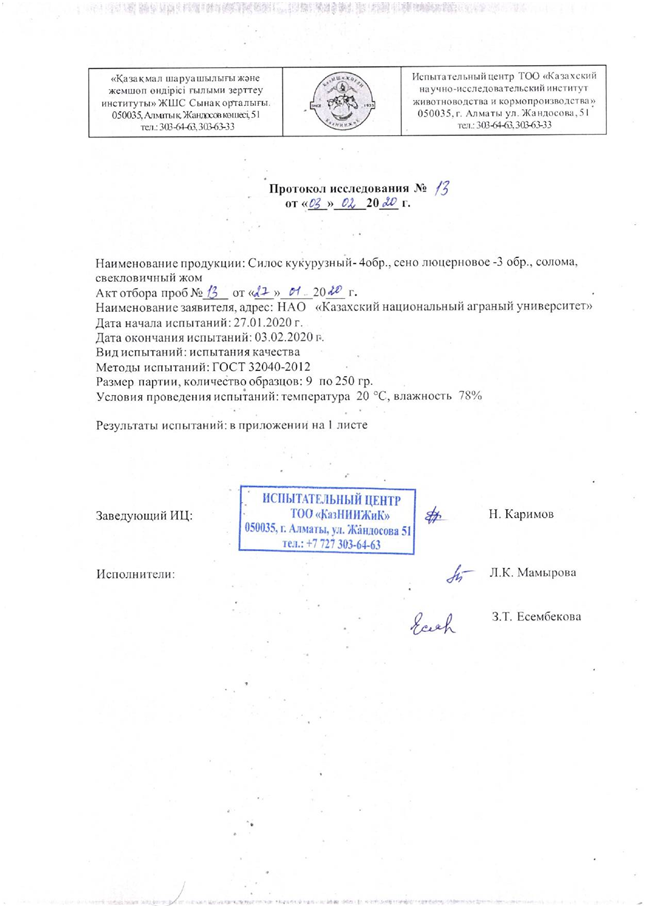 «Қазақ мал шаруашылығы және
жемшөп өндірісі ғылыми зерттеу
институты» ЖШС Сынақ орталығы.
050035, Алматы қ, Жандосов көшесі, 51
тел.: 303-64-63, 303-63-33
Испытательный центр ТОО «Казахский
научно-исследовательский институт
животноводства и кормопроизводства»
050035, г. Алматы ул. Жандосова, 51
тел.: 303-64-63, 303-63-33
Протокол исследования № 13
от «03» 02 2020 г.
Наименование продукции: Силос кукурузный- 4обр., сено люцерновое -3 обр., солома,
свекловичный жом
Акт отбора проб № 13 от «27» 01 2020 г.
Наименование заявителя, адрес: НАО «Казахский национальный аграный университет»
Дата начала испытаний: 27.01.2020 г.
Дата окончания испытаний: 03.02.2020 г.
Вид испытаний: испытания качества
Методы испытаний: ГОСТ 32040-2012
Размер партии, количество образцов: 9 по 250 гр.
Условия проведения испытаний: температура 20 °С, влажность 78%
Результаты испытаний: в приложении на 1 листе
ИСПЫТАТЕЛЬНЫЙ ЦЕНТР
ТОО «КазНИИЖиК»
050035, г. Алматы, ул. Жандосова 51
тел.: +7 727 303-64-63
Заведующий ИЦ: Н. Каримов
Исполнители: Л.К. Мамырова
З.Т. Есембекова